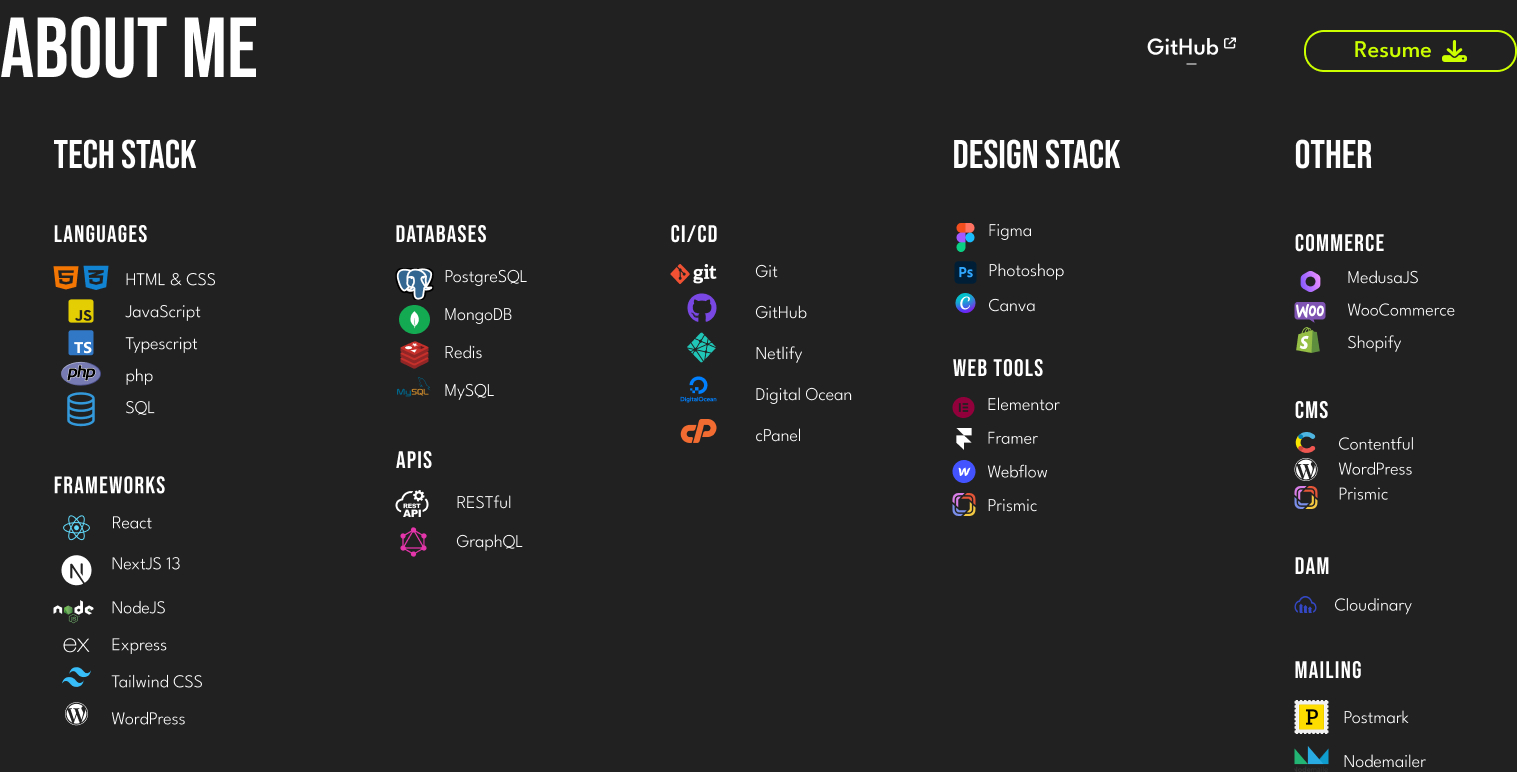 ABOUT ME
GitHub
Resume
TECH STACK
LANGUAGES
HTML & CSS
JS JavaScript
TS Typescript
php php
SQL
FRAMEWORKS
React
N NextJS 13
node JS NodeJS
ex Express
Tailwind CSS
W WordPress
DATABASES
PostgreSQL
MongoDB
Redis
MySQL MySQL
APIS
REST API RESTful
GraphQL
CI/CD
git Git
GitHub
Netlify
DigitalOcean Digital Ocean
cP cPanel
DESIGN STACK
Figma
Ps Photoshop
C Canva
WEB TOOLS
Elementor
Framer
W Webflow
Prismic
OTHER
COMMERCE
MedusaJS
WOO WooCommerce
S Shopify
CMS
C Contentful
W WordPress
Prismic
DAM
Cloudinary
MAILING
P Postmark
Nodemailer